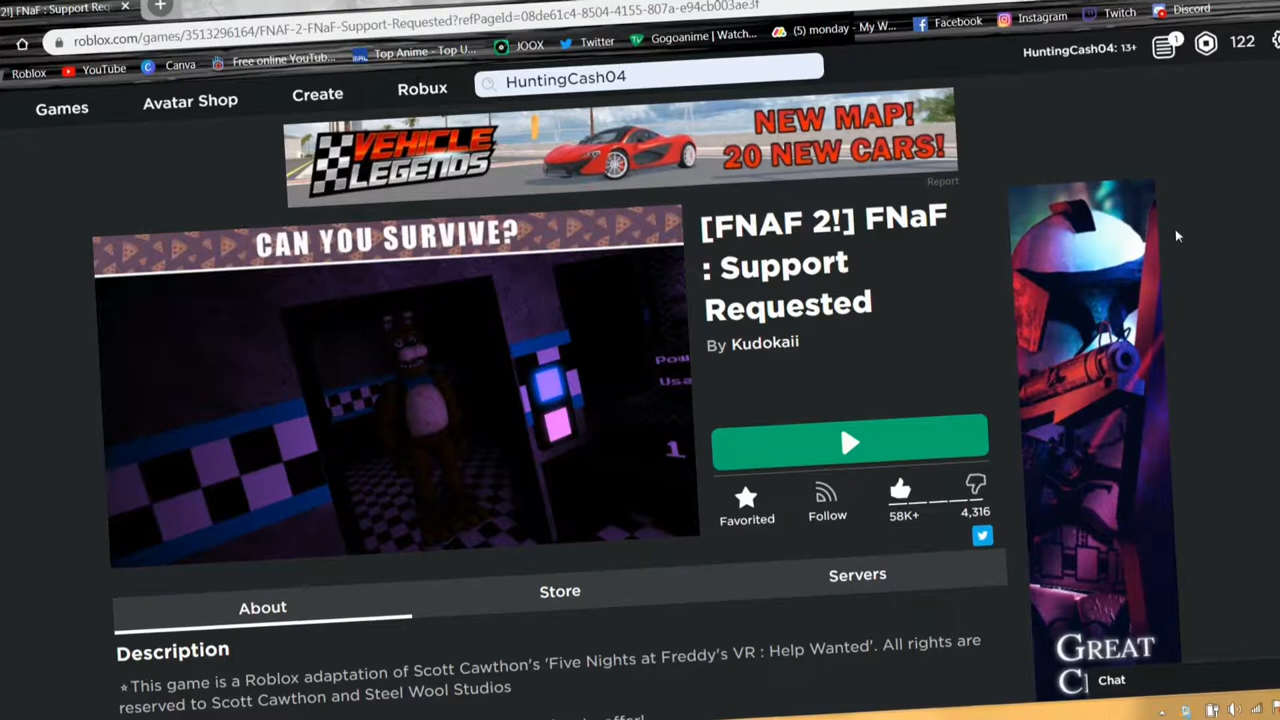 2!] FNaF : Support Req
roblox.com/games/3513296164/FNAF-2-FNaF-Support-Requested?refPageId=08de61c4-8504-4155-807a-e94cb003ae3f
Roblox YouTube Canva Free online YouTub... Top Anime - Top U... JOOX Twitter Gogoanime | Watch... (5) monday - My W... Facebook Instagram Twitch Discord
Games Avatar Shop Create Robux HuntingCash04 HuntingCash04: 13+ 1 122
VEHICLE
LEGENDS
NEW MAP!
20 NEW CARS!
Report
CAN YOU SURVIVE?
Pow
Usa
1
[FNAF 2!] FNaF
: Support
Requested
By Kudokaii
Favorited Follow 58K+ 4,316
About Store Servers
Description
⭐This game is a Roblox adaptation of Scott Cawthon's 'Five Nights at Freddy's VR : Help Wanted'. All rights are
reserved to Scott Cawthon and Steel Wool Studios
GREAT
C
Chat